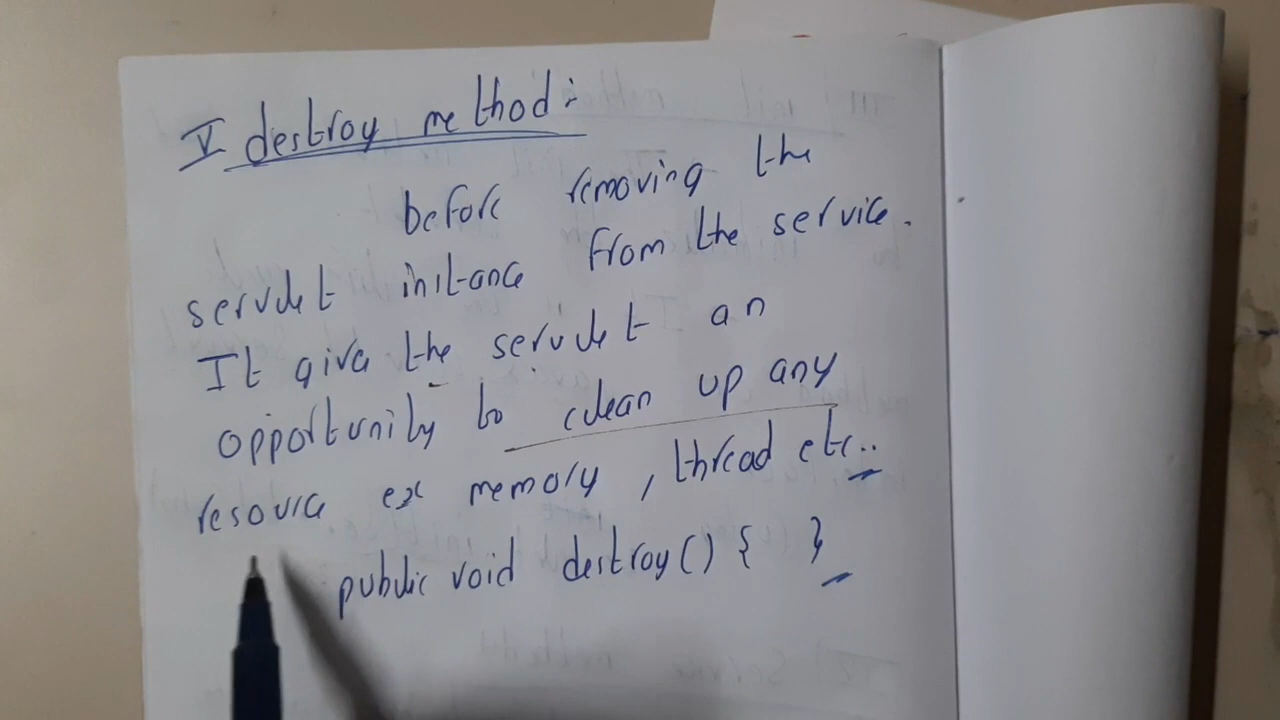 V destroy method :-
before removing the
servlet instance from the service.
It give the servlet an
opportunity to clean up any
resource ex memory, thread etc..
public void destroy() { }